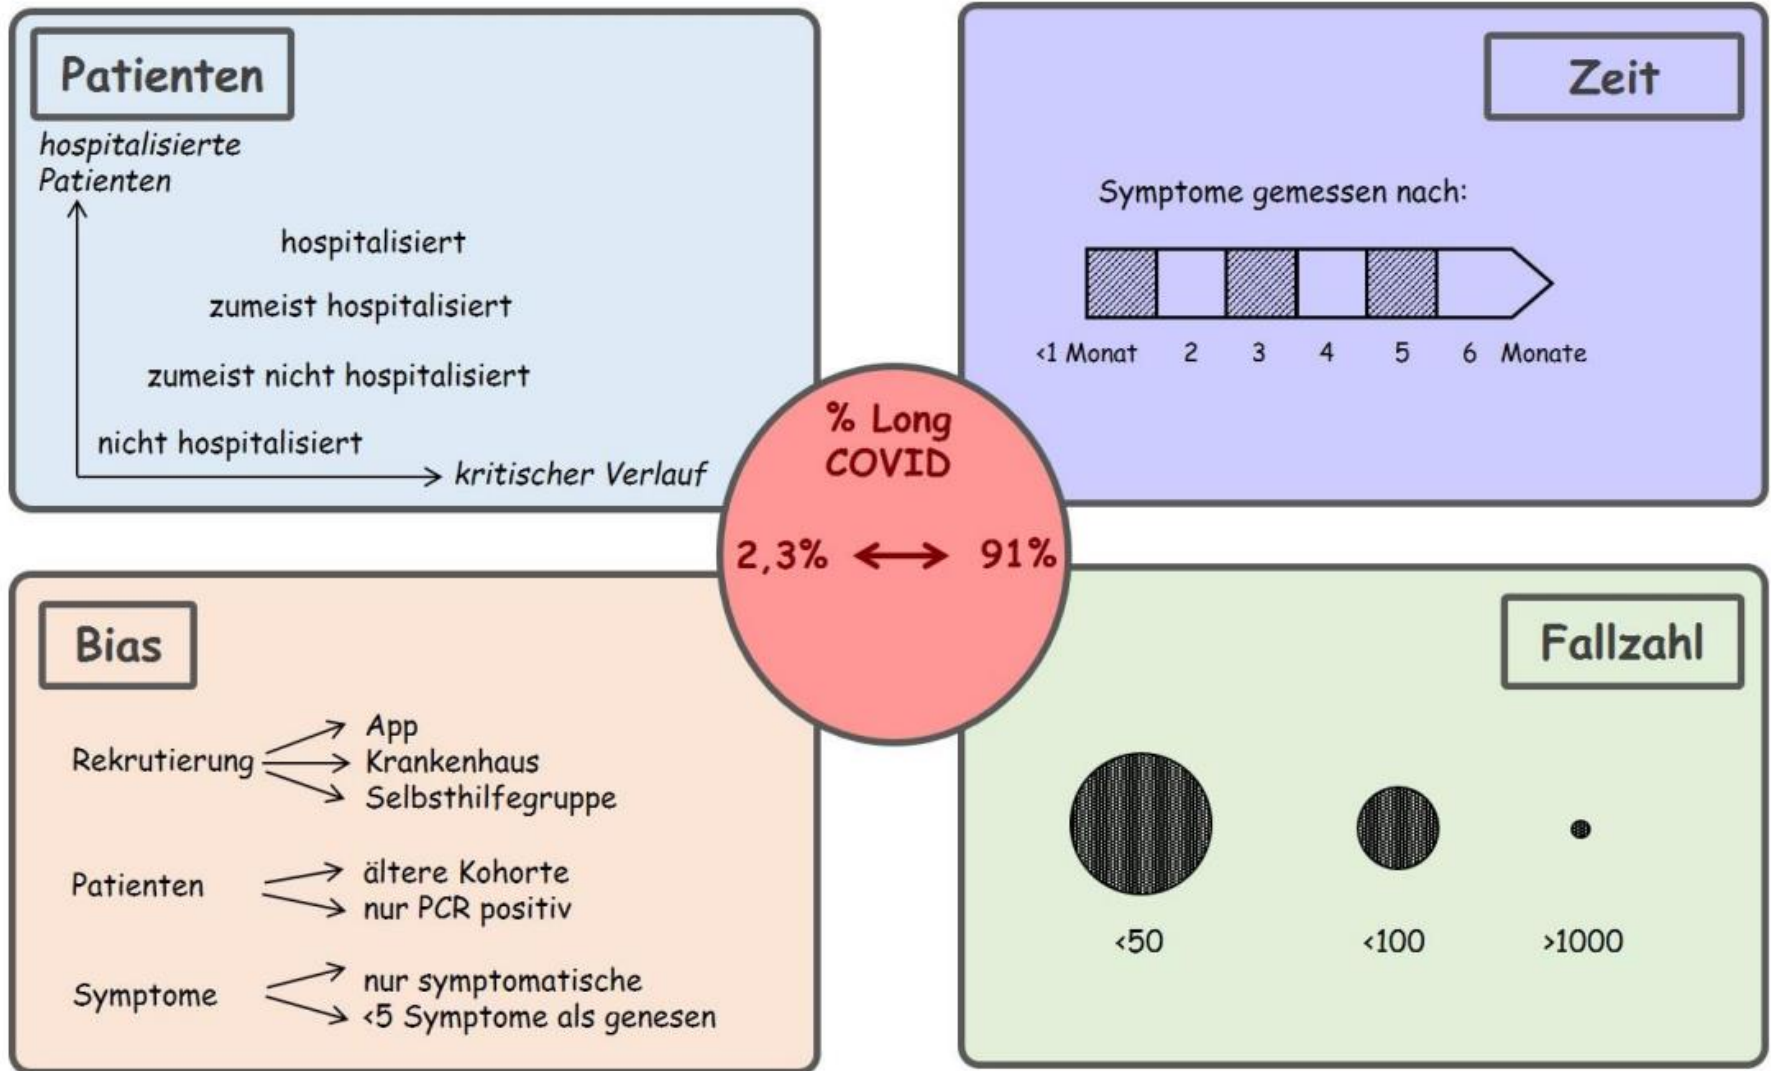 Patienten
hospitalisierte
Patienten
hospitalisiert
zumeist hospitalisiert
zumeist nicht hospitalisiert
nicht hospitalisiert
kritischer Verlauf
Zeit
Symptome gemessen nach:
<1 Monat 2 3 4 5 6 Monate
% Long
COVID
2,3% 91%
Bias
Rekrutierung
App
Krankenhaus
Selbsthilfegruppe
Patienten
ältere Kohorte
nur PCR positiv
Symptome
nur symptomatische
<5 Symptome als genesen
Fallzahl
<50 <100 >1000